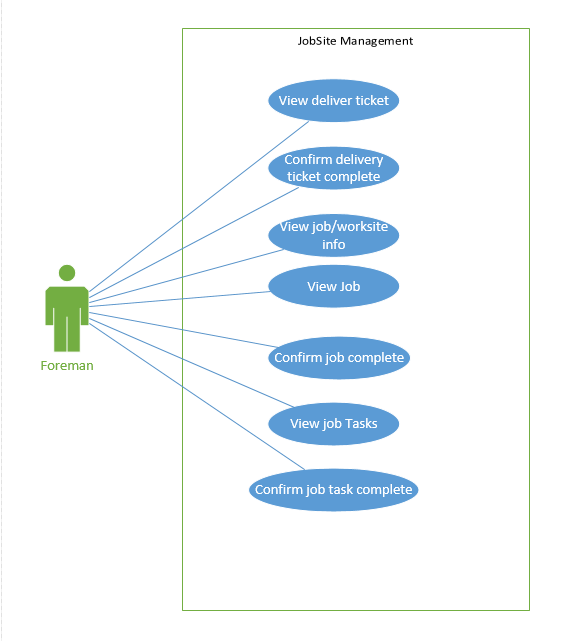 JobSite Management
View deliver ticket
Confirm delivery
ticket complete
View job/worksite
info
View Job
Foreman
Confirm job complete
View job Tasks
Confirm job task complete